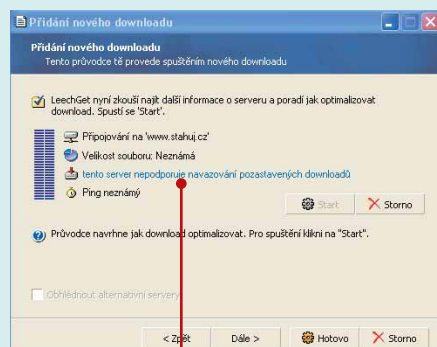 Přidání nového downloadu
Přidání nového downloadu
Tento průvodce tě provede spuštěním nového downloadu
LeechGet nyní zkouší najít další informace o serveru a poradí jak optimalizovat
download. Spustí se 'Start'.
Připojování na 'www.stahuj.cz'
Velikost souboru: Neznámá
tento server nepodporuje navazování pozastavených downloadů
Ping neznámý
Start
Storno
Průvodce navrhne jak download optimalizovat. Pro spuštění klikni na "Start".
Obhlédnout alternativní servery
< Zpět
Dále >
Hotovo
Storno